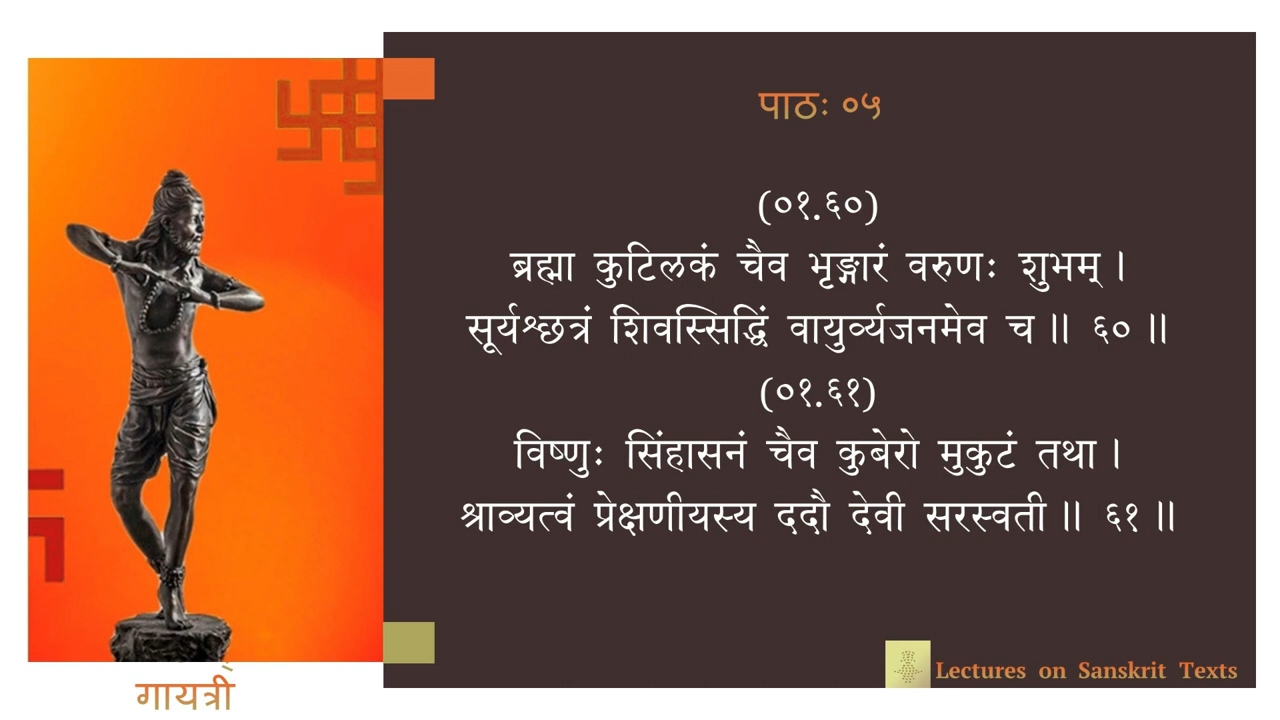 पाठः ०५
(०१.६०)
ब्रह्मा कुटिलकं चैव भृङ्गारं वरुणः शुभम् ।
सूर्यश्छत्रं शिवस्सिद्धिं वायुर्व्यजनमेव च ॥ ६० ॥
(०१.६१)
विष्णुः सिंहासनं चैव कुबेरो मुकुटं तथा ।
श्राव्यत्वं प्रेक्षणीयस्य ददौ देवी सरस्वती ॥ ६१ ॥
Lectures on Sanskrit Texts
गायत्री